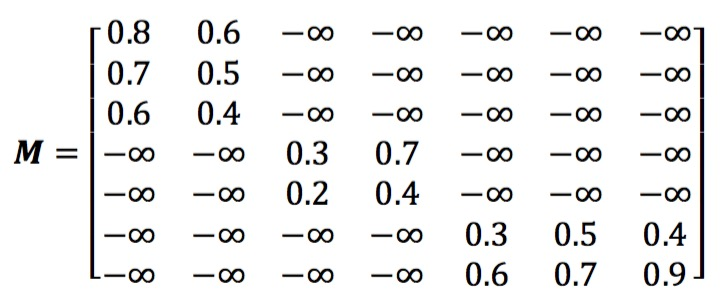 0.8 0.6 −∞ −∞ −∞ −∞ −∞
0.7 0.5 −∞ −∞ −∞ −∞ −∞
0.6 0.4 −∞ −∞ −∞ −∞ −∞
M = −∞ −∞ 0.3 0.7 −∞ −∞ −∞
−∞ −∞ 0.2 0.4 −∞ −∞ −∞
−∞ −∞ −∞ −∞ 0.3 0.5 0.4
−∞ −∞ −∞ −∞ 0.6 0.7 0.9